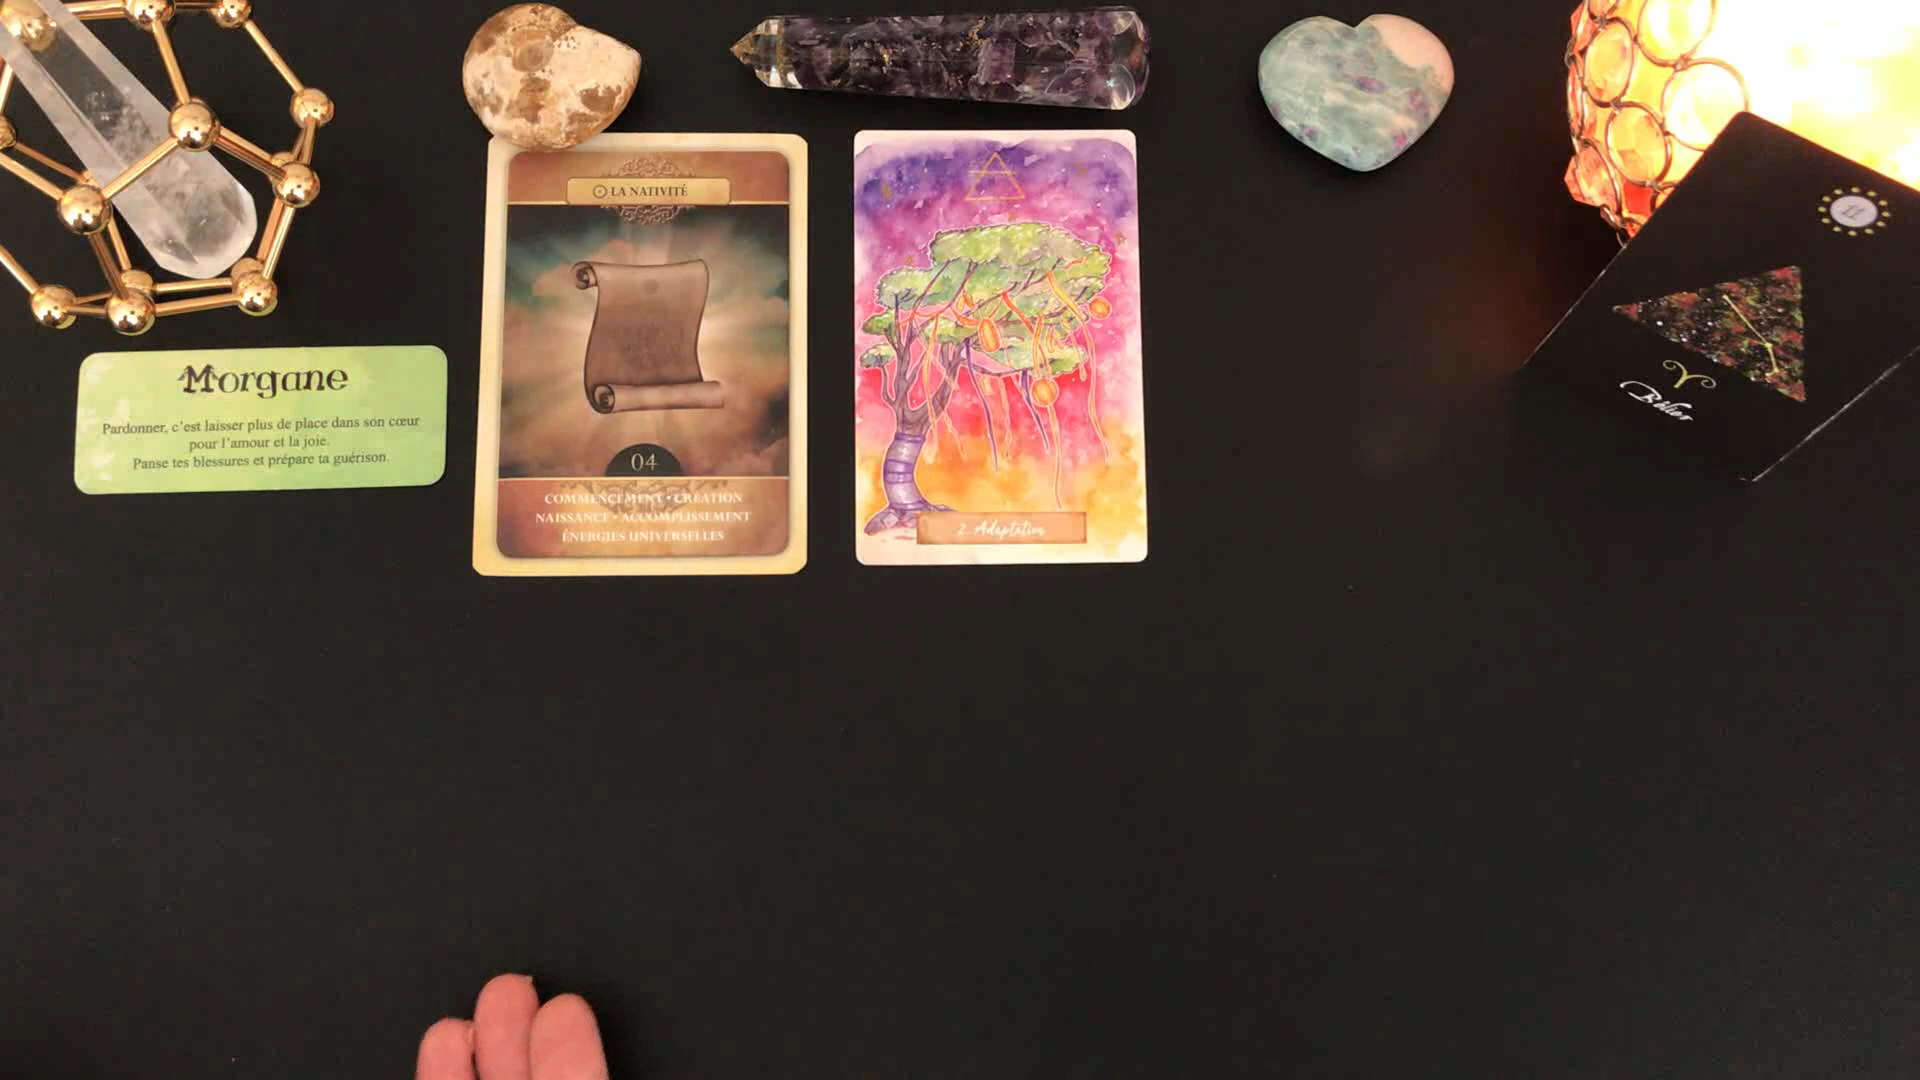 Morgane
Pardonner, c'est laisser plus de place dans son cœur
pour l'amour et la joie.
Panse tes blessures et prépare ta guérison.
LA NATIVITÉ
04
COMMENCEMENT • CRÉATION
NAISSANCE • ACCOMPLISSEMENT
ÉNERGIES UNIVERSELLES
2. Adaptation
11
Bélier